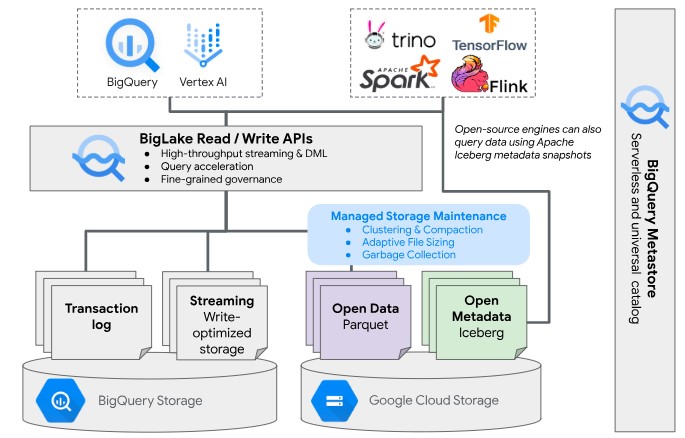 BigQuery
Vertex AI
trino
TensorFlow
APACHE
Spark
Flink
BigLake Read / Write APIs
● High-throughput streaming & DML
● Query acceleration
● Fine-grained governance
Open-source engines can also
query data using Apache
Iceberg metadata snapshots
Managed Storage Maintenance
● Clustering & Compaction
● Adaptive File Sizing
● Garbage Collection
Transaction
log
Streaming
Write-
optimized
storage
Open Data
Parquet
Open
Metadata
Iceberg
BigQuery Storage
Google Cloud Storage
BigQuery Metastore
Serverless and universal catalog